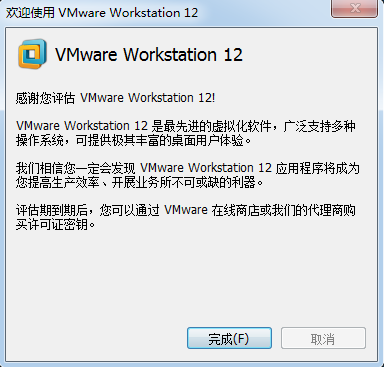 欢迎使用 VMware Workstation 12
VMware Workstation 12
感谢您评估 VMware Workstation 12!
VMware Workstation 12 是最先进的虚拟化软件，广泛支持多种
操作系统，可提供极其丰富的桌面用户体验。
我们相信您一定会发现 VMware Workstation 12 应用程序将成为
您提高生产效率、开展业务所不可或缺的利器。
评估期到期后，您可以通过 VMware 在线商店或我们的代理商购
买许可证密钥。
完成(F)
取消